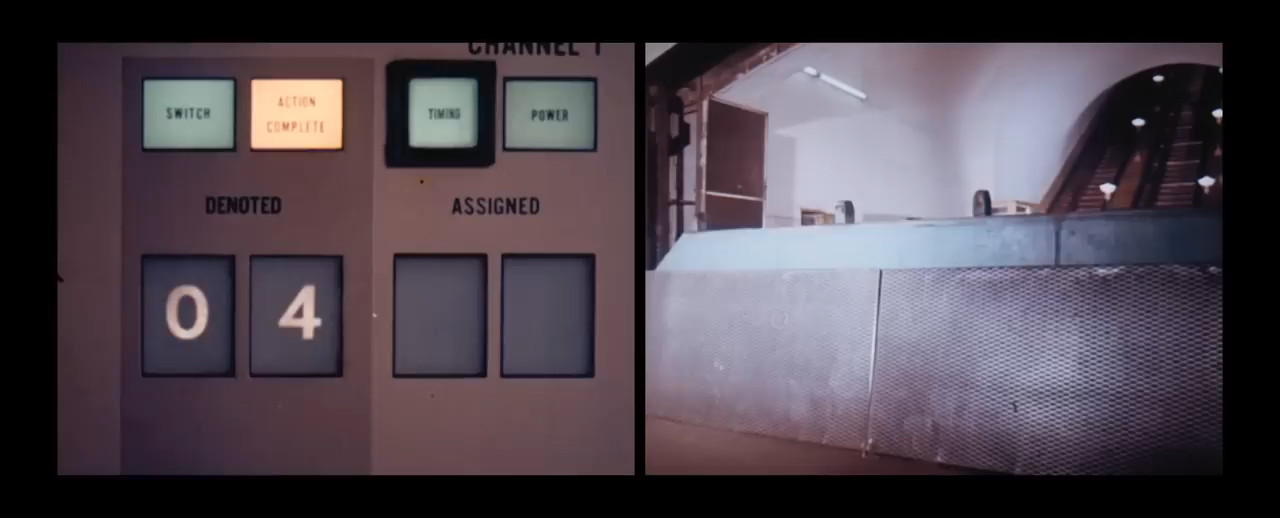 CHANNEL 1
SWITCH
ACTION
COMPLETE
TIMING
POWER
DENOTED
ASSIGNED
0 4